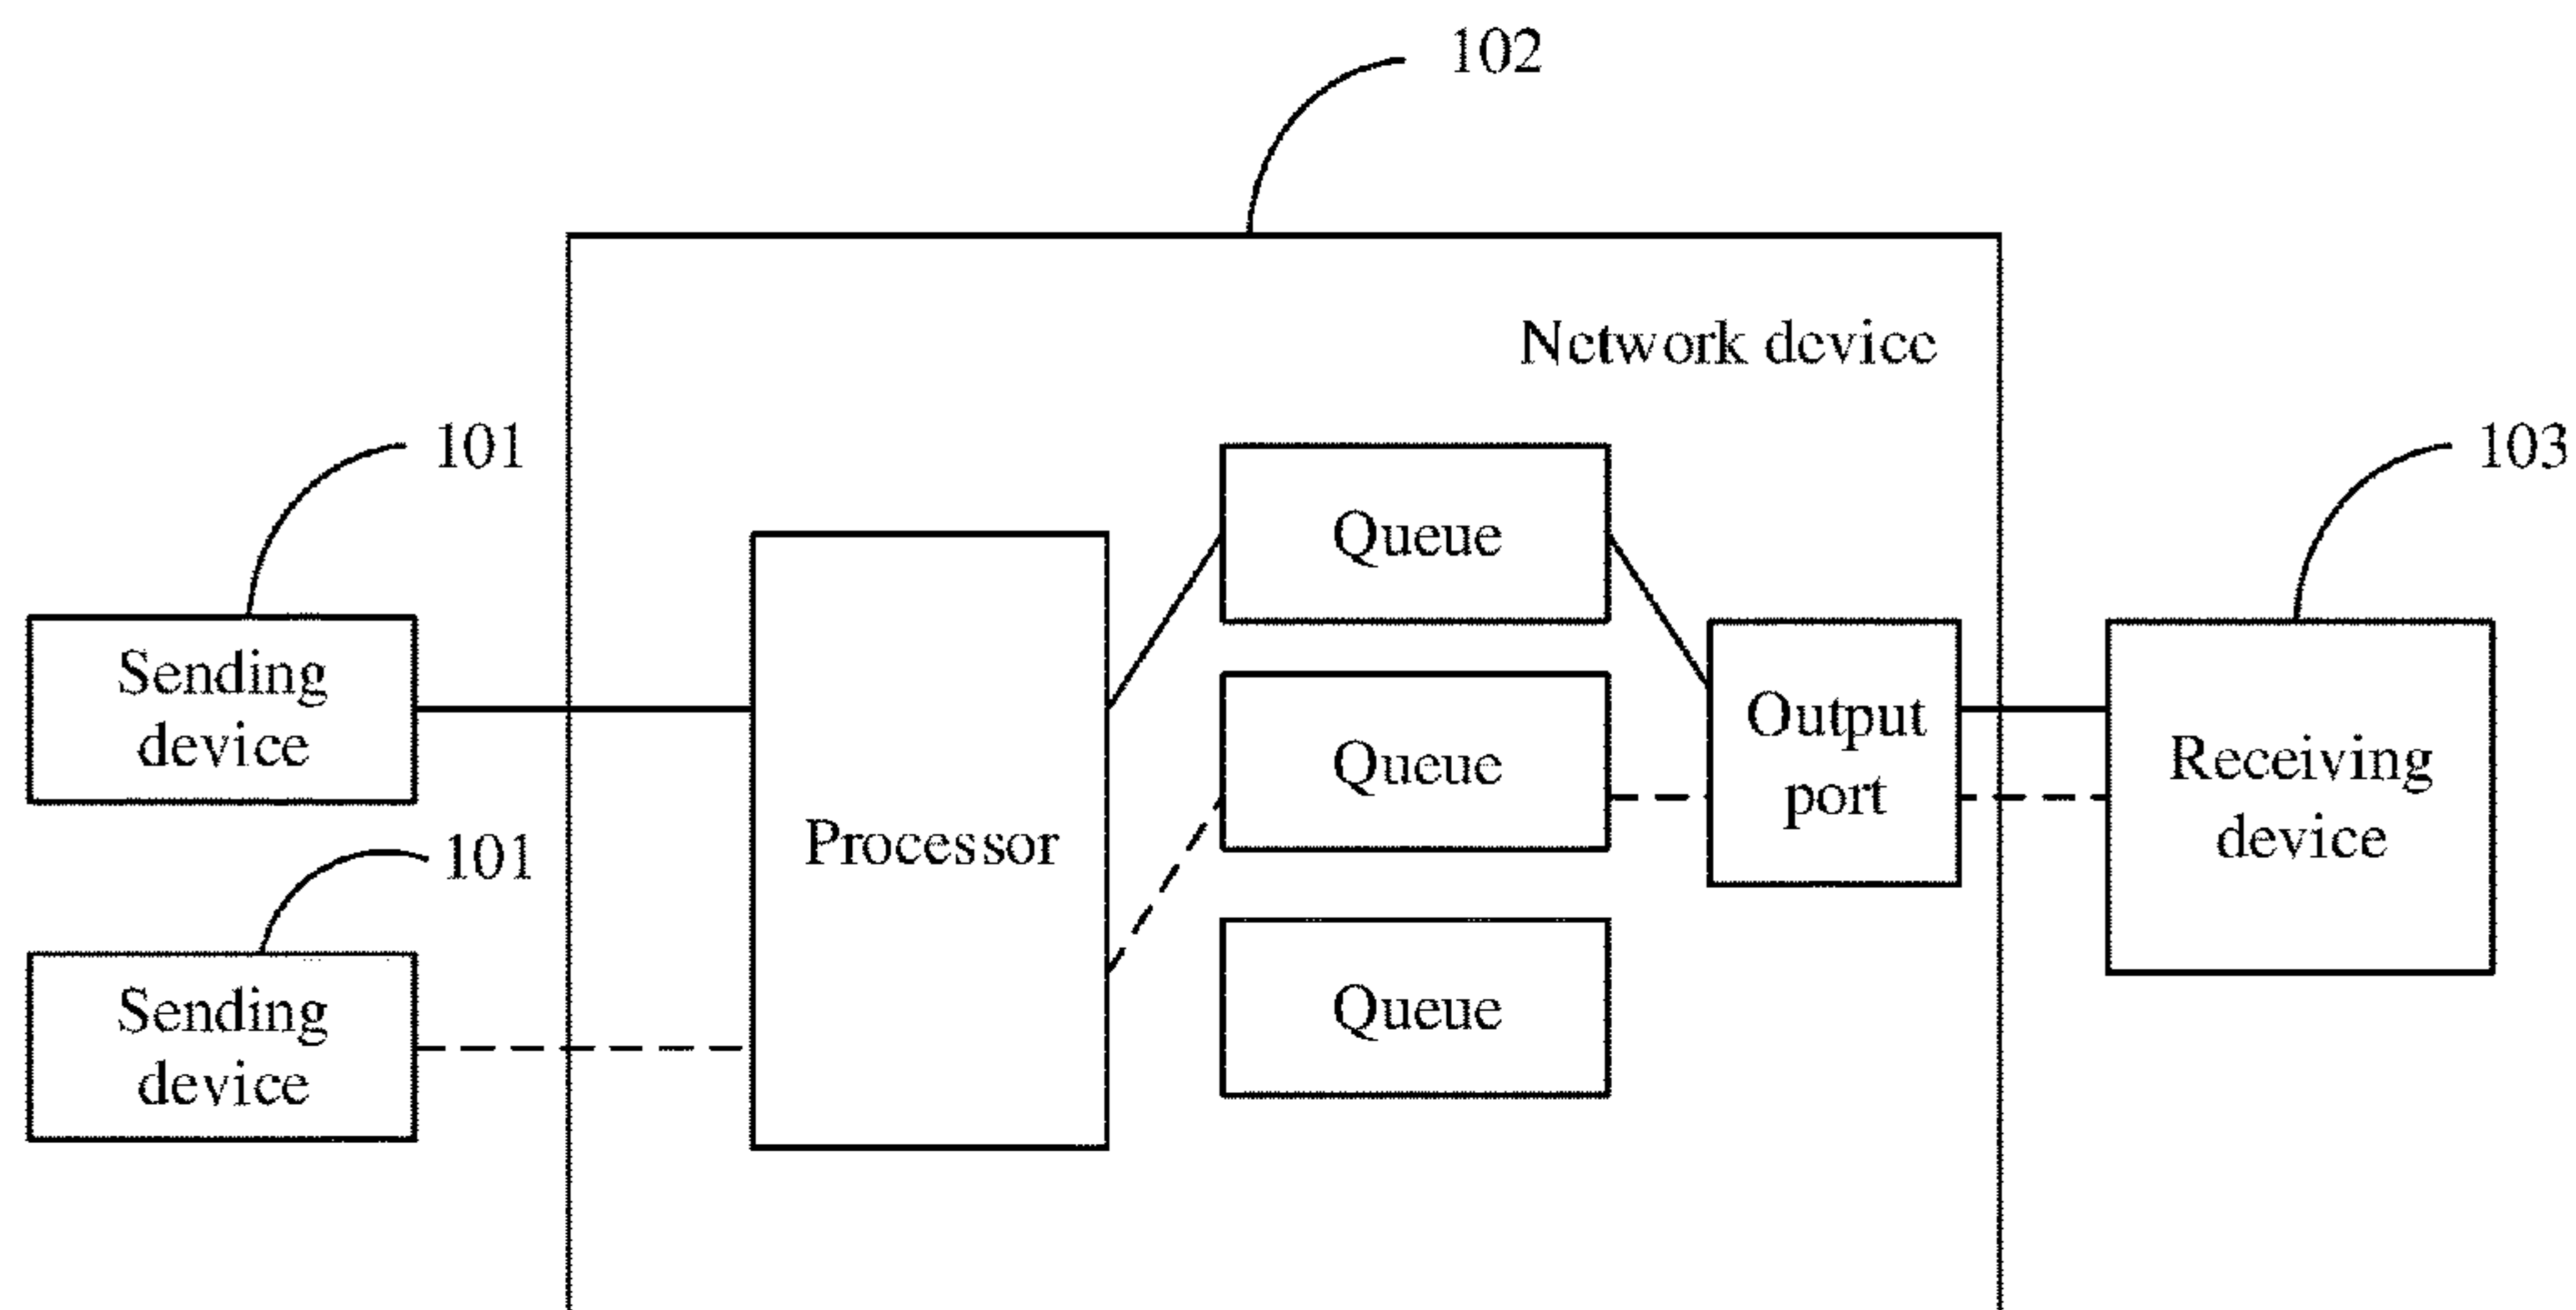 102
Network device
101
103
Queue
Sending
device
Output
port
Queue
Receiving
device
Processor
101
Sending
device
Queue